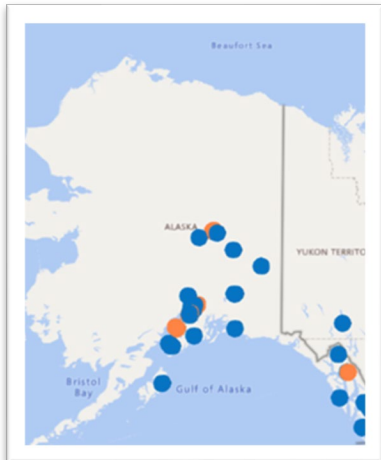 Beaufort Sea
ALASKA
YUKON TERRITO
Bristol
Bay
Gulf of Alaska